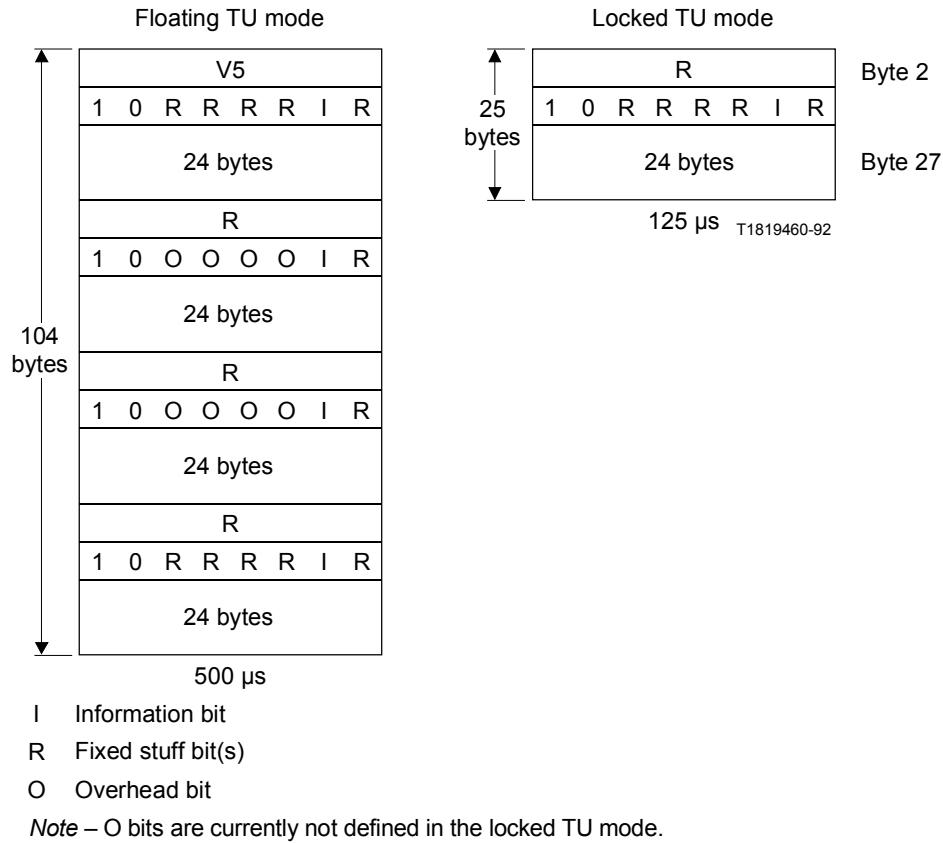 Floating TU mode
V5
1 0 R R R R I R
24 bytes
R
1 0 O O O O I R
24 bytes
R
1 0 O O O O I R
24 bytes
R
1 0 R R R R I R
24 bytes
104
bytes
500 µs
Locked TU mode
R
Byte 2
1 0 R R R R I R
25
bytes
24 bytes
Byte 27
125 µs
T1819460-92
I Information bit
R Fixed stuff bit(s)
O Overhead bit
Note – O bits are currently not defined in the locked TU mode.